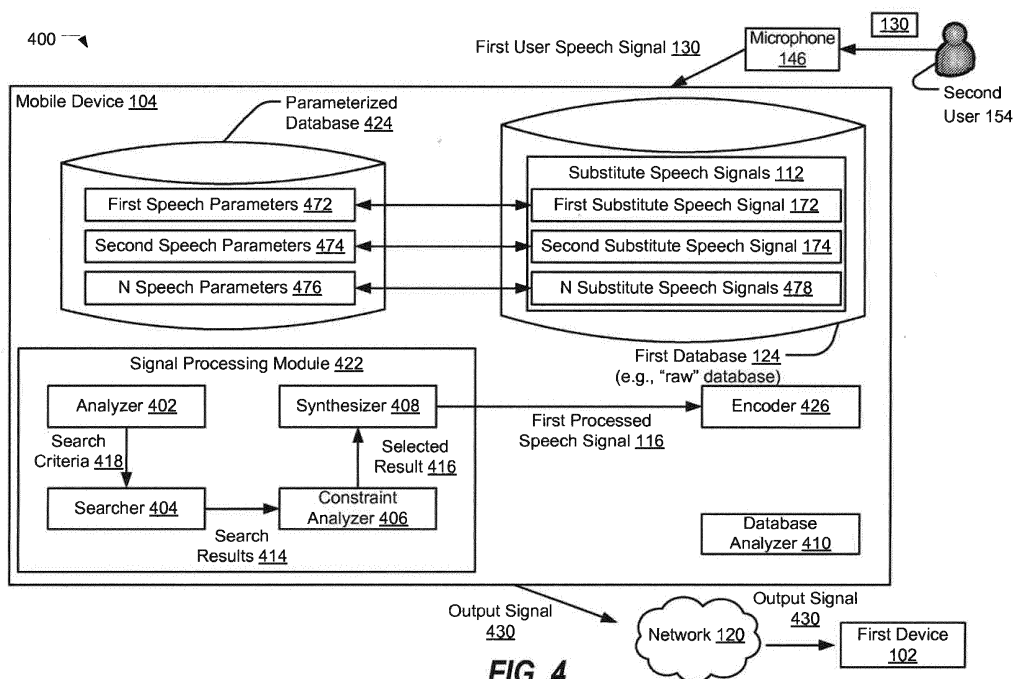 400
First User Speech Signal 130
Microphone
146
130
Second
User 154
Mobile Device 104
Parameterized
Database 424
First Speech Parameters 472
Second Speech Parameters 474
N Speech Parameters 476
Substitute Speech Signals 112
First Substitute Speech Signal 172
Second Substitute Speech Signal 174
N Substitute Speech Signals 478
First Database 124
(e.g., "raw" database)
Signal Processing Module 422
Analyzer 402
Synthesizer 408
Search
Criteria 418
Selected
Result 416
Searcher 404
Constraint
Analyzer 406
Search
Results 414
First Processed
Speech Signal 116
Encoder 426
Database
Analyzer 410
Output Signal
430
Network 120
Output Signal
430
First Device
102
FIG. 4